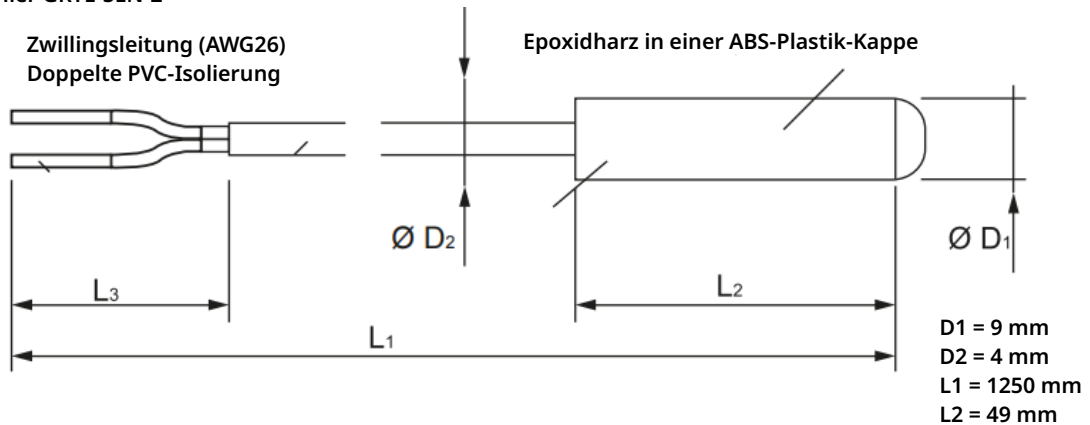 Zwillingsleitung (AWG26)
Doppelte PVC-Isolierung
Epoxidharz in einer ABS-Plastik-Kappe
Ø D2
Ø D1
L3
L2
L1
D1 = 9 mm
D2 = 4 mm
L1 = 1250 mm
L2 = 49 mm